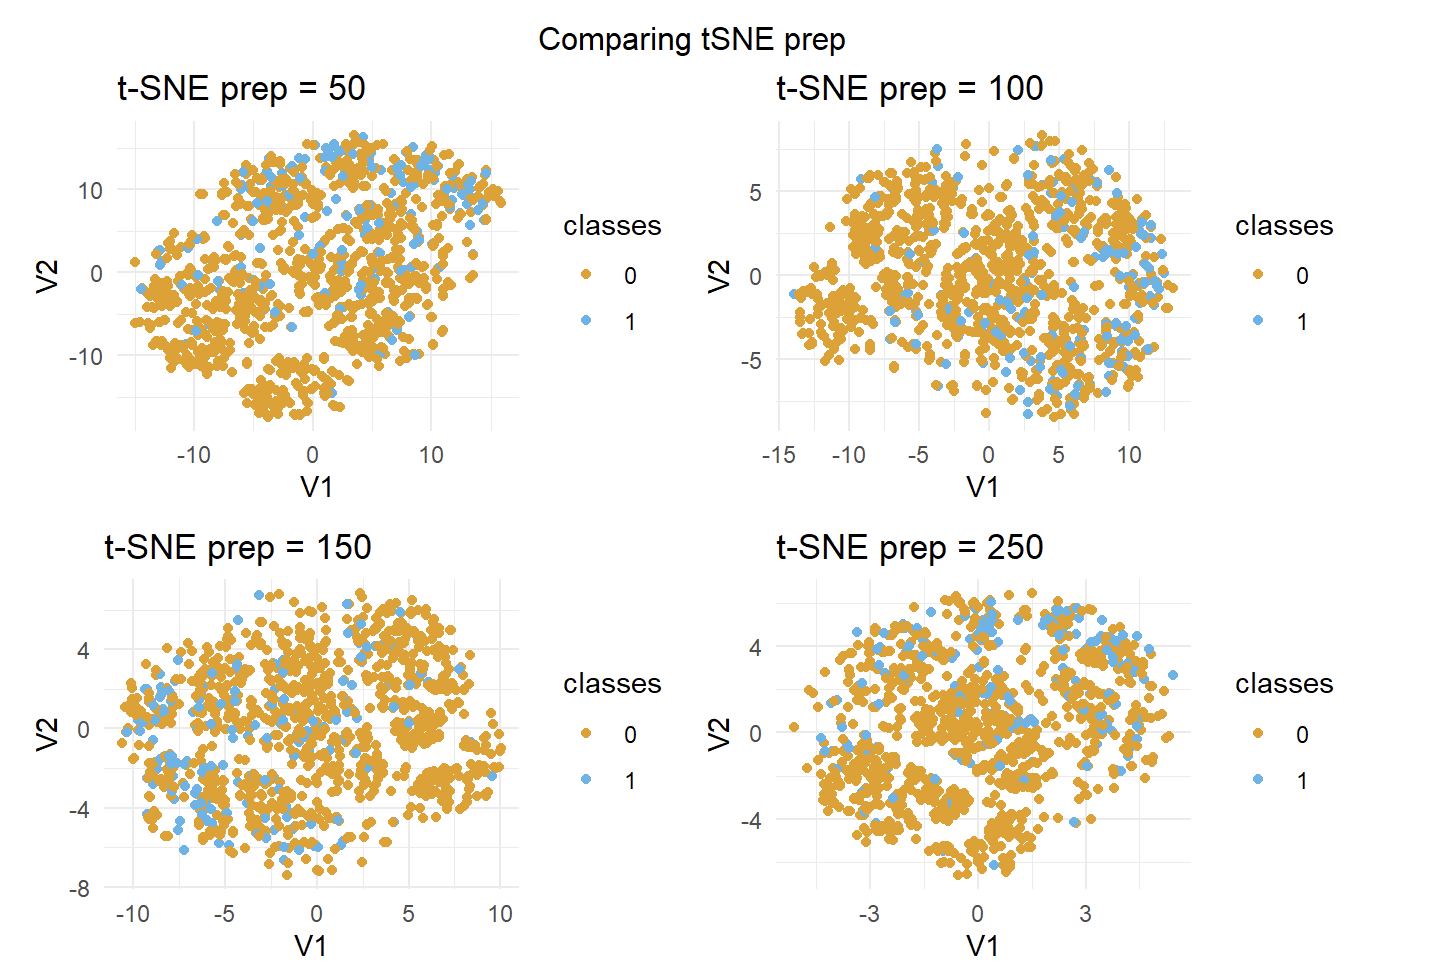 Comparing tSNE prep
t-SNE prep = 50
V2
10
0
-10
-10 0 10
V1
classes
0
1
t-SNE prep = 100
V2
5
0
-5
-15 -10 -5 0 5 10
V1
classes
0
1
t-SNE prep = 150
V2
4
0
-4
-8
-10 -5 0 5 10
V1
classes
0
1
t-SNE prep = 250
V2
4
0
-4
-3 0 3
V1
classes
0
1